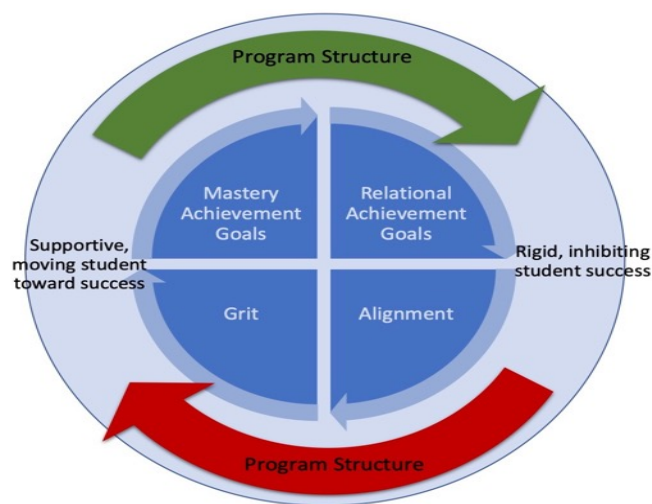 Program Structure
Mastery
Achievement
Goals
Relational
Achievement
Goals
Supportive,
moving student
toward success
Rigid, inhibiting
student success
Grit
Alignment
Program Structure